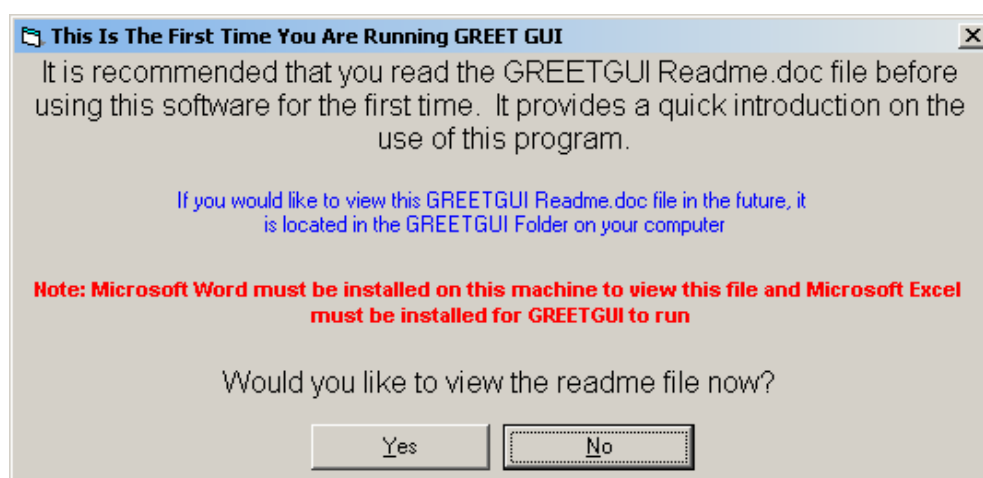 This Is The First Time You Are Running GREET GUI
It is recommended that you read the GREETGUI Readme.doc file before
using this software for the first time. It provides a quick introduction on the
use of this program.
If you would like to view this GREETGUI Readme.doc file in the future, it
is located in the GREETGUI Folder on your computer
Note: Microsoft Word must be installed on this machine to view this file and Microsoft Excel
must be installed for GREETGUI to run
Would you like to view the readme file now?
Yes No